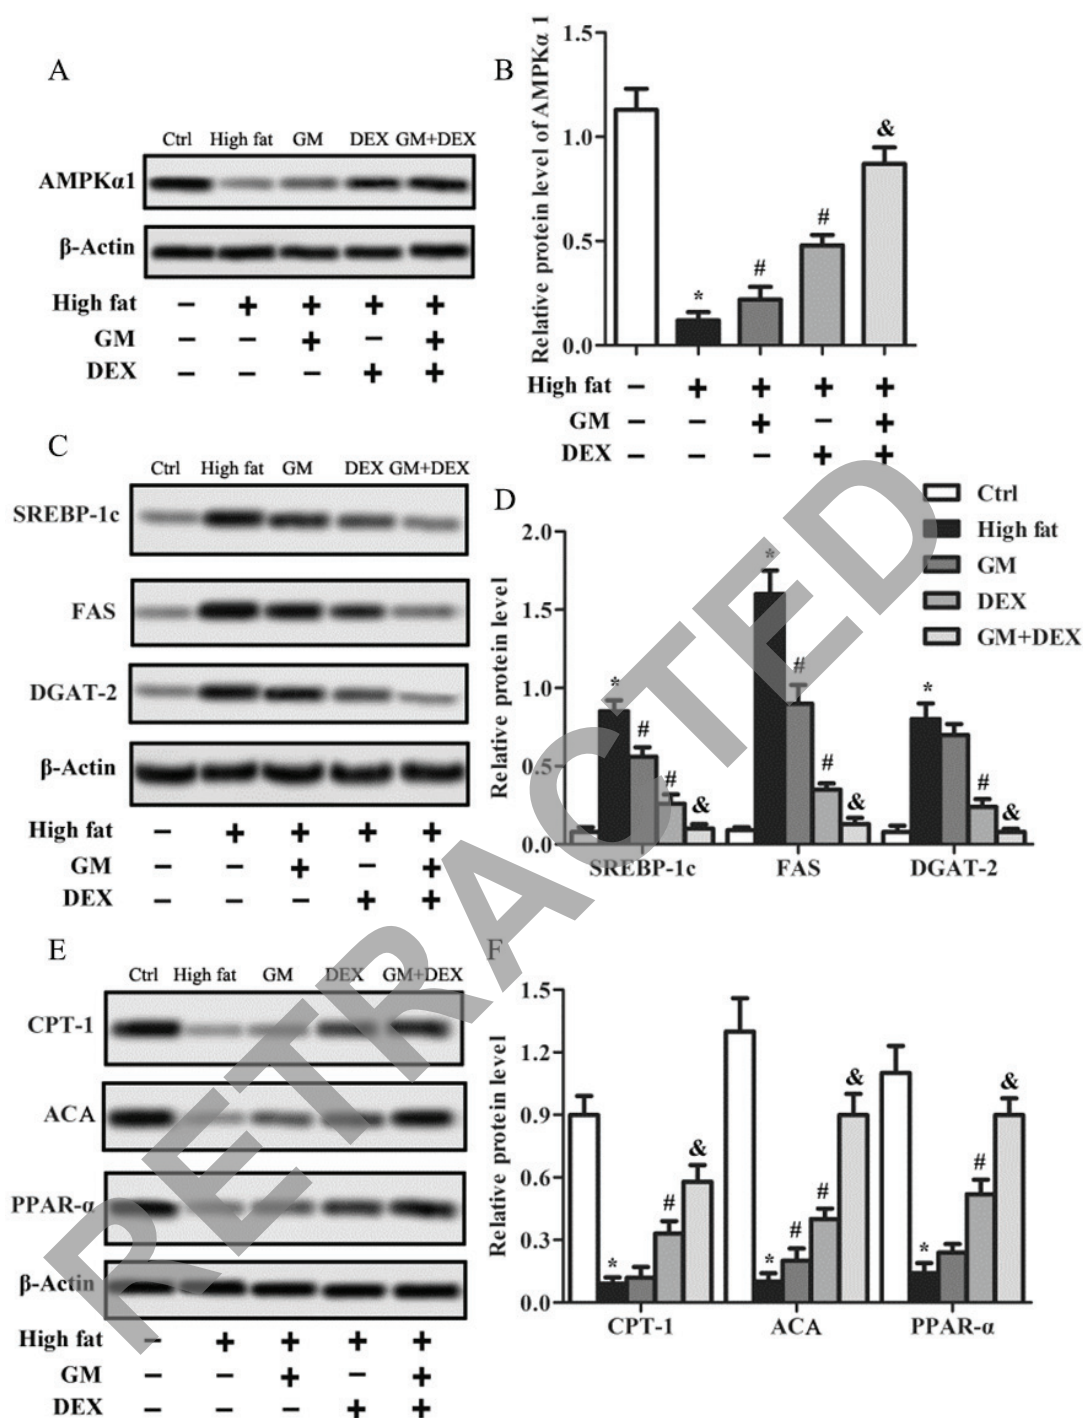 A
Ctrl High fat GM DEX GM+DEX
AMPKα1
β-Actin
High fat – + + + +
GM – – + – +
DEX – – – + +
B
Relative protein level of AMPKα 1
1.5
1.0
0.5
0.0
* # # &
High fat – + + + +
GM – – + – +
DEX – – – + +
C
Ctrl High fat GM DEX GM+DEX
SREBP-1c
FAS
DGAT-2
β-Actin
High fat – + + + +
GM – – + – +
DEX – – – + +
D
Relative protein level
2.0
1.5
1.0
0.5
0.0
* # # &
* # # &
* # &
SREBP-1c FAS DGAT-2
Ctrl
High fat
GM
DEX
GM+DEX
E
Ctrl High fat GM DEX GM+DEX
CPT-1
ACA
PPAR-α
β-Actin
High fat – + + + +
GM – – + – +
DEX – – – + +
F
Relative protein level
1.5
1.2
0.9
0.6
0.3
0.0
* # &
* # # &
* # &
CPT-1 ACA PPAR-α
RETRACTED